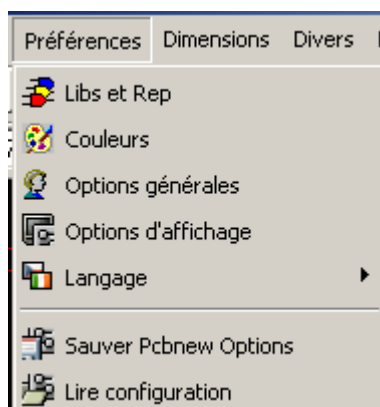 Préférences Dimensions Divers
Libs et Rep
Couleurs
Options générales
Options d'affichage
Langage
Sauver Pcbnew Options
Lire configuration